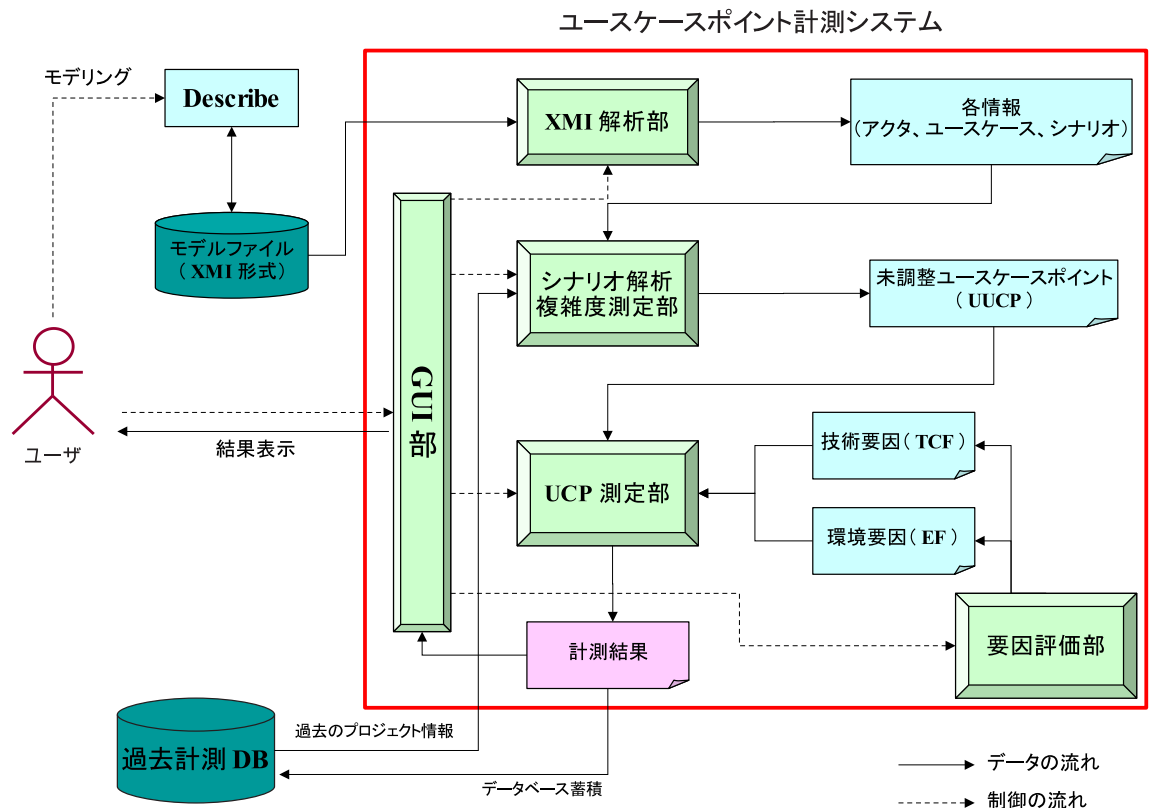 ユースケースポイント計測システム
モデリング
Describe
XMI 解析部
各情報
(アクタ、ユースケース、シナリオ)
モデルファイル
( XMI 形式)
シナリオ解析
複雑度測定部
未調整ユースケースポイント
( UUCP )
GUI 部
ユーザ
結果表示
技術要因( TCF )
UCP 測定部
環境要因( EF )
計測結果
要因評価部
過去計測 DB
過去のプロジェクト情報
データベース蓄積
データの流れ
制御の流れ